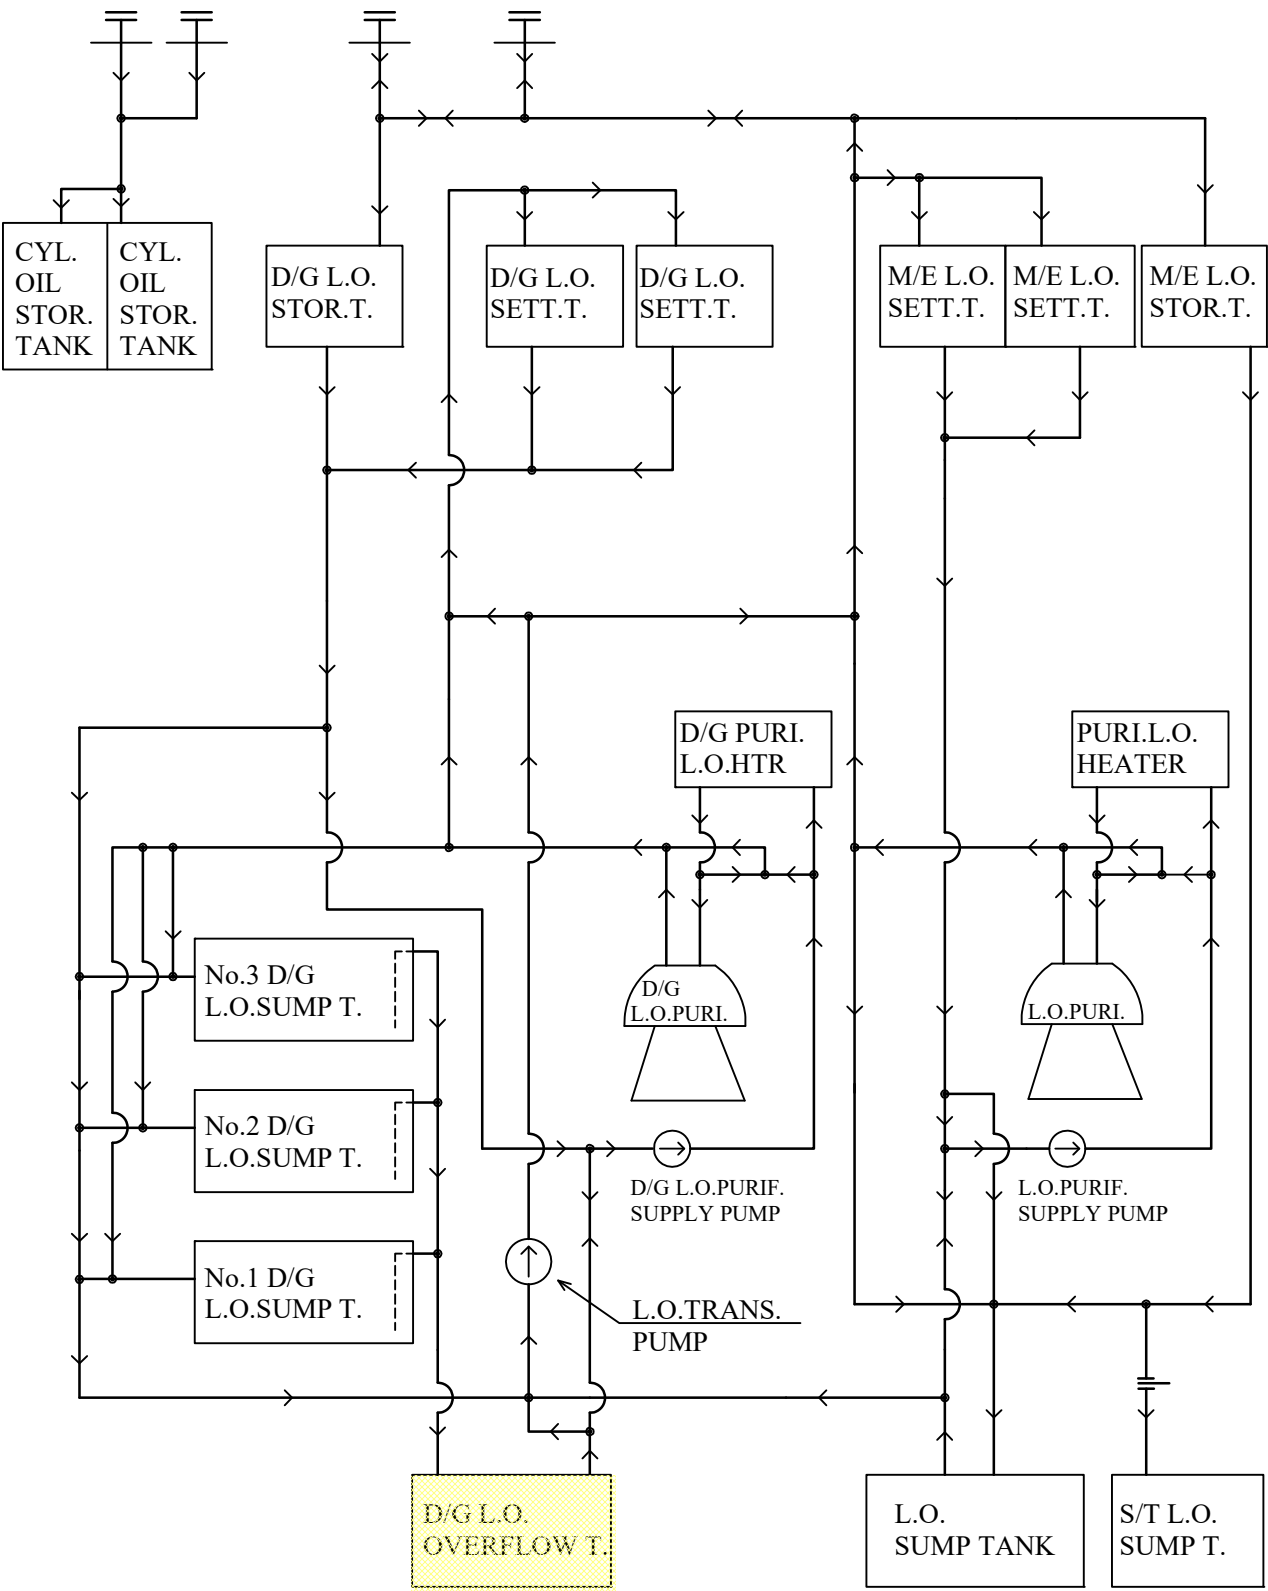 CYL.
OIL
STOR.
TANK
CYL.
OIL
STOR.
TANK
D/G L.O.
STOR.T.
D/G L.O.
SETT.T.
D/G L.O.
SETT.T.
M/E L.O.
SETT.T.
M/E L.O.
SETT.T.
M/E L.O.
STOR.T.
D/G PURI.
L.O.HTR
PURI.L.O.
HEATER
No.3 D/G
L.O.SUMP T.
D/G
L.O.PURI.
L.O.PURI.
No.2 D/G
L.O.SUMP T.
D/G L.O.PURIF.
SUPPLY PUMP
L.O.PURIF.
SUPPLY PUMP
No.1 D/G
L.O.SUMP T.
L.O.TRANS.
PUMP
D/G L.O.
OVERFLOW T.
L.O.
SUMP TANK
S/T L.O.
SUMP T.